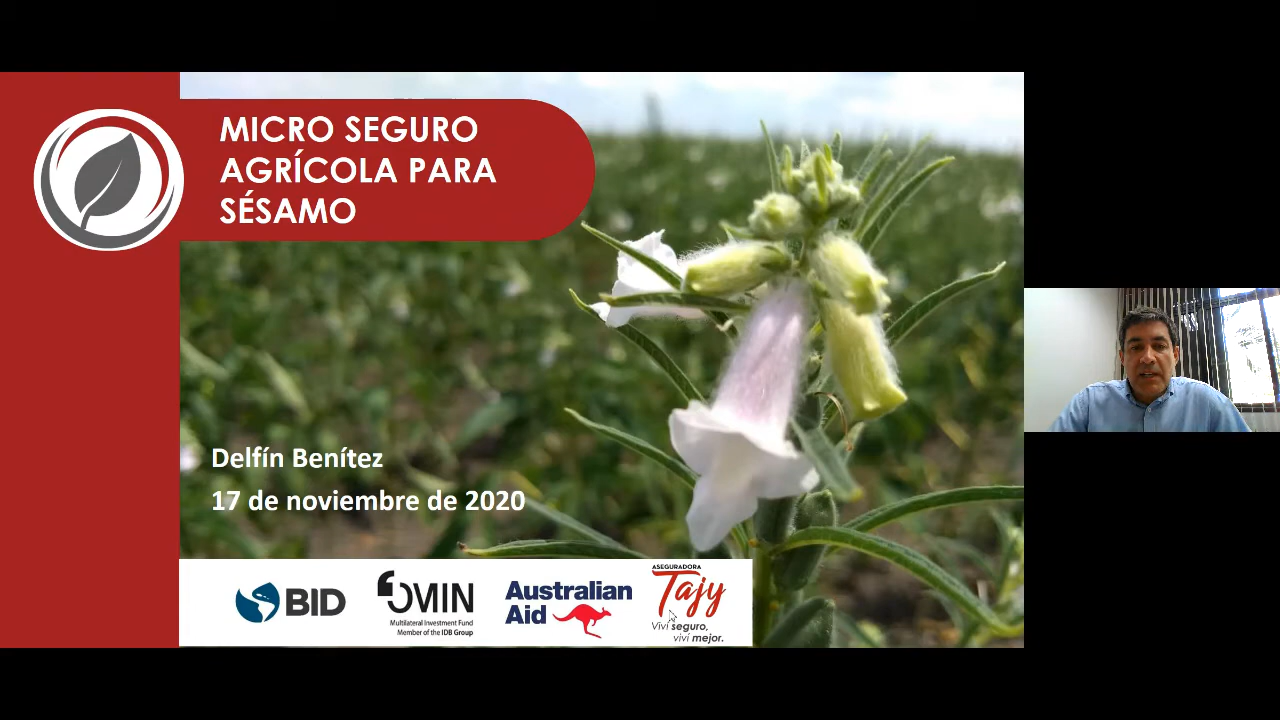 MICRO SEGURO
AGRÍCOLA PARA
SÉSAMO
Delfín Benítez
17 de noviembre de 2020
BID
FOMIN
Multilateral Investment Fund
Member of the IDB Group
Australian
Aid
ASEGURADORA
Tajy
Viví seguro,
viví mejor.